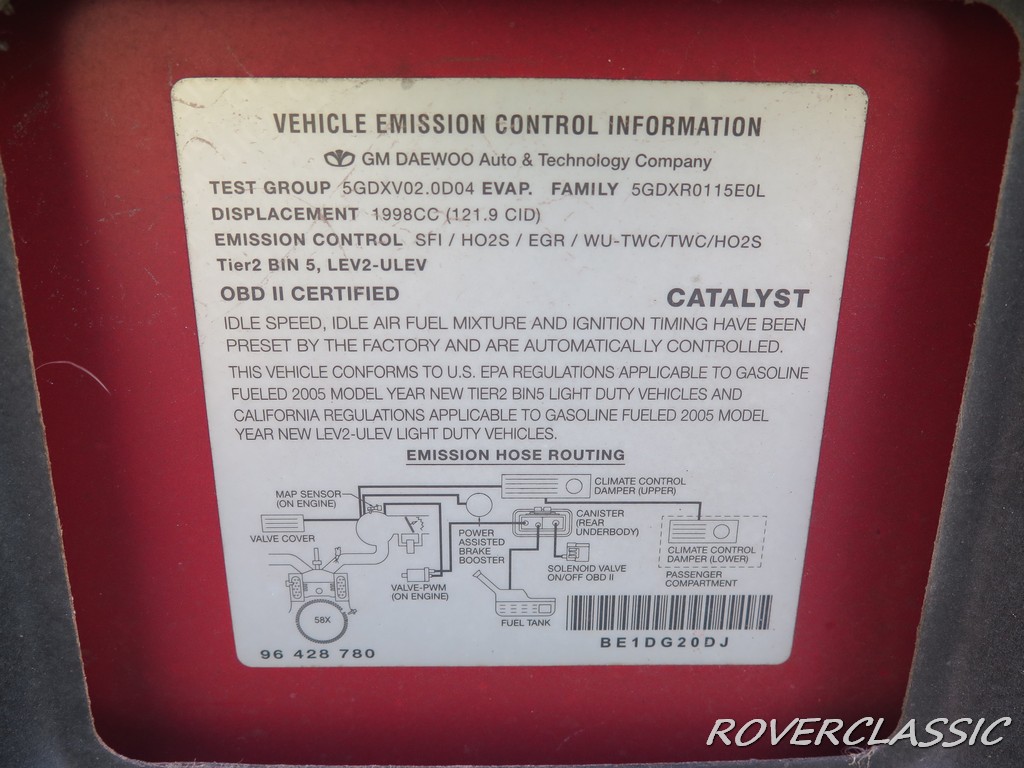 VEHICLE EMISSION CONTROL INFORMATION
GM DAEWOO Auto & Technology Company
TEST GROUP 5GDXV02.0D04 EVAP. FAMILY 5GDXR0115E0L
DISPLACEMENT 1998CC (121.9 CID)
EMISSION CONTROL SFI / HO2S / EGR / WU-TWC/TWC/HO2S
Tier2 BIN 5, LEV2-ULEV
OBD II CERTIFIED CATALYST
IDLE SPEED, IDLE AIR FUEL MIXTURE AND IGNITION TIMING HAVE BEEN
PRESET BY THE FACTORY AND ARE AUTOMATICALLY CONTROLLED.
THIS VEHICLE CONFORMS TO U.S. EPA REGULATIONS APPLICABLE TO GASOLINE
FUELED 2005 MODEL YEAR NEW TIER2 BIN5 LIGHT DUTY VEHICLES AND
CALIFORNIA REGULATIONS APPLICABLE TO GASOLINE FUELED 2005 MODEL
YEAR NEW LEV2-ULEV LIGHT DUTY VEHICLES.
EMISSION HOSE ROUTING
MAP SENSOR
(ON ENGINE)
VALVE COVER
CLIMATE CONTROL
DAMPER (UPPER)
POWER
ASSISTED
BRAKE
BOOSTER
CANISTER
(REAR
UNDERBODY)
CLIMATE CONTROL
DAMPER (LOWER)
PASSENGER
COMPARTMENT
SOLENOID VALVE
ON/OFF OBD II
VALVE-PWM
(ON ENGINE)
58X
FUEL TANK
BE1DG20DJ
96 428 780
ROVERCLASSIC